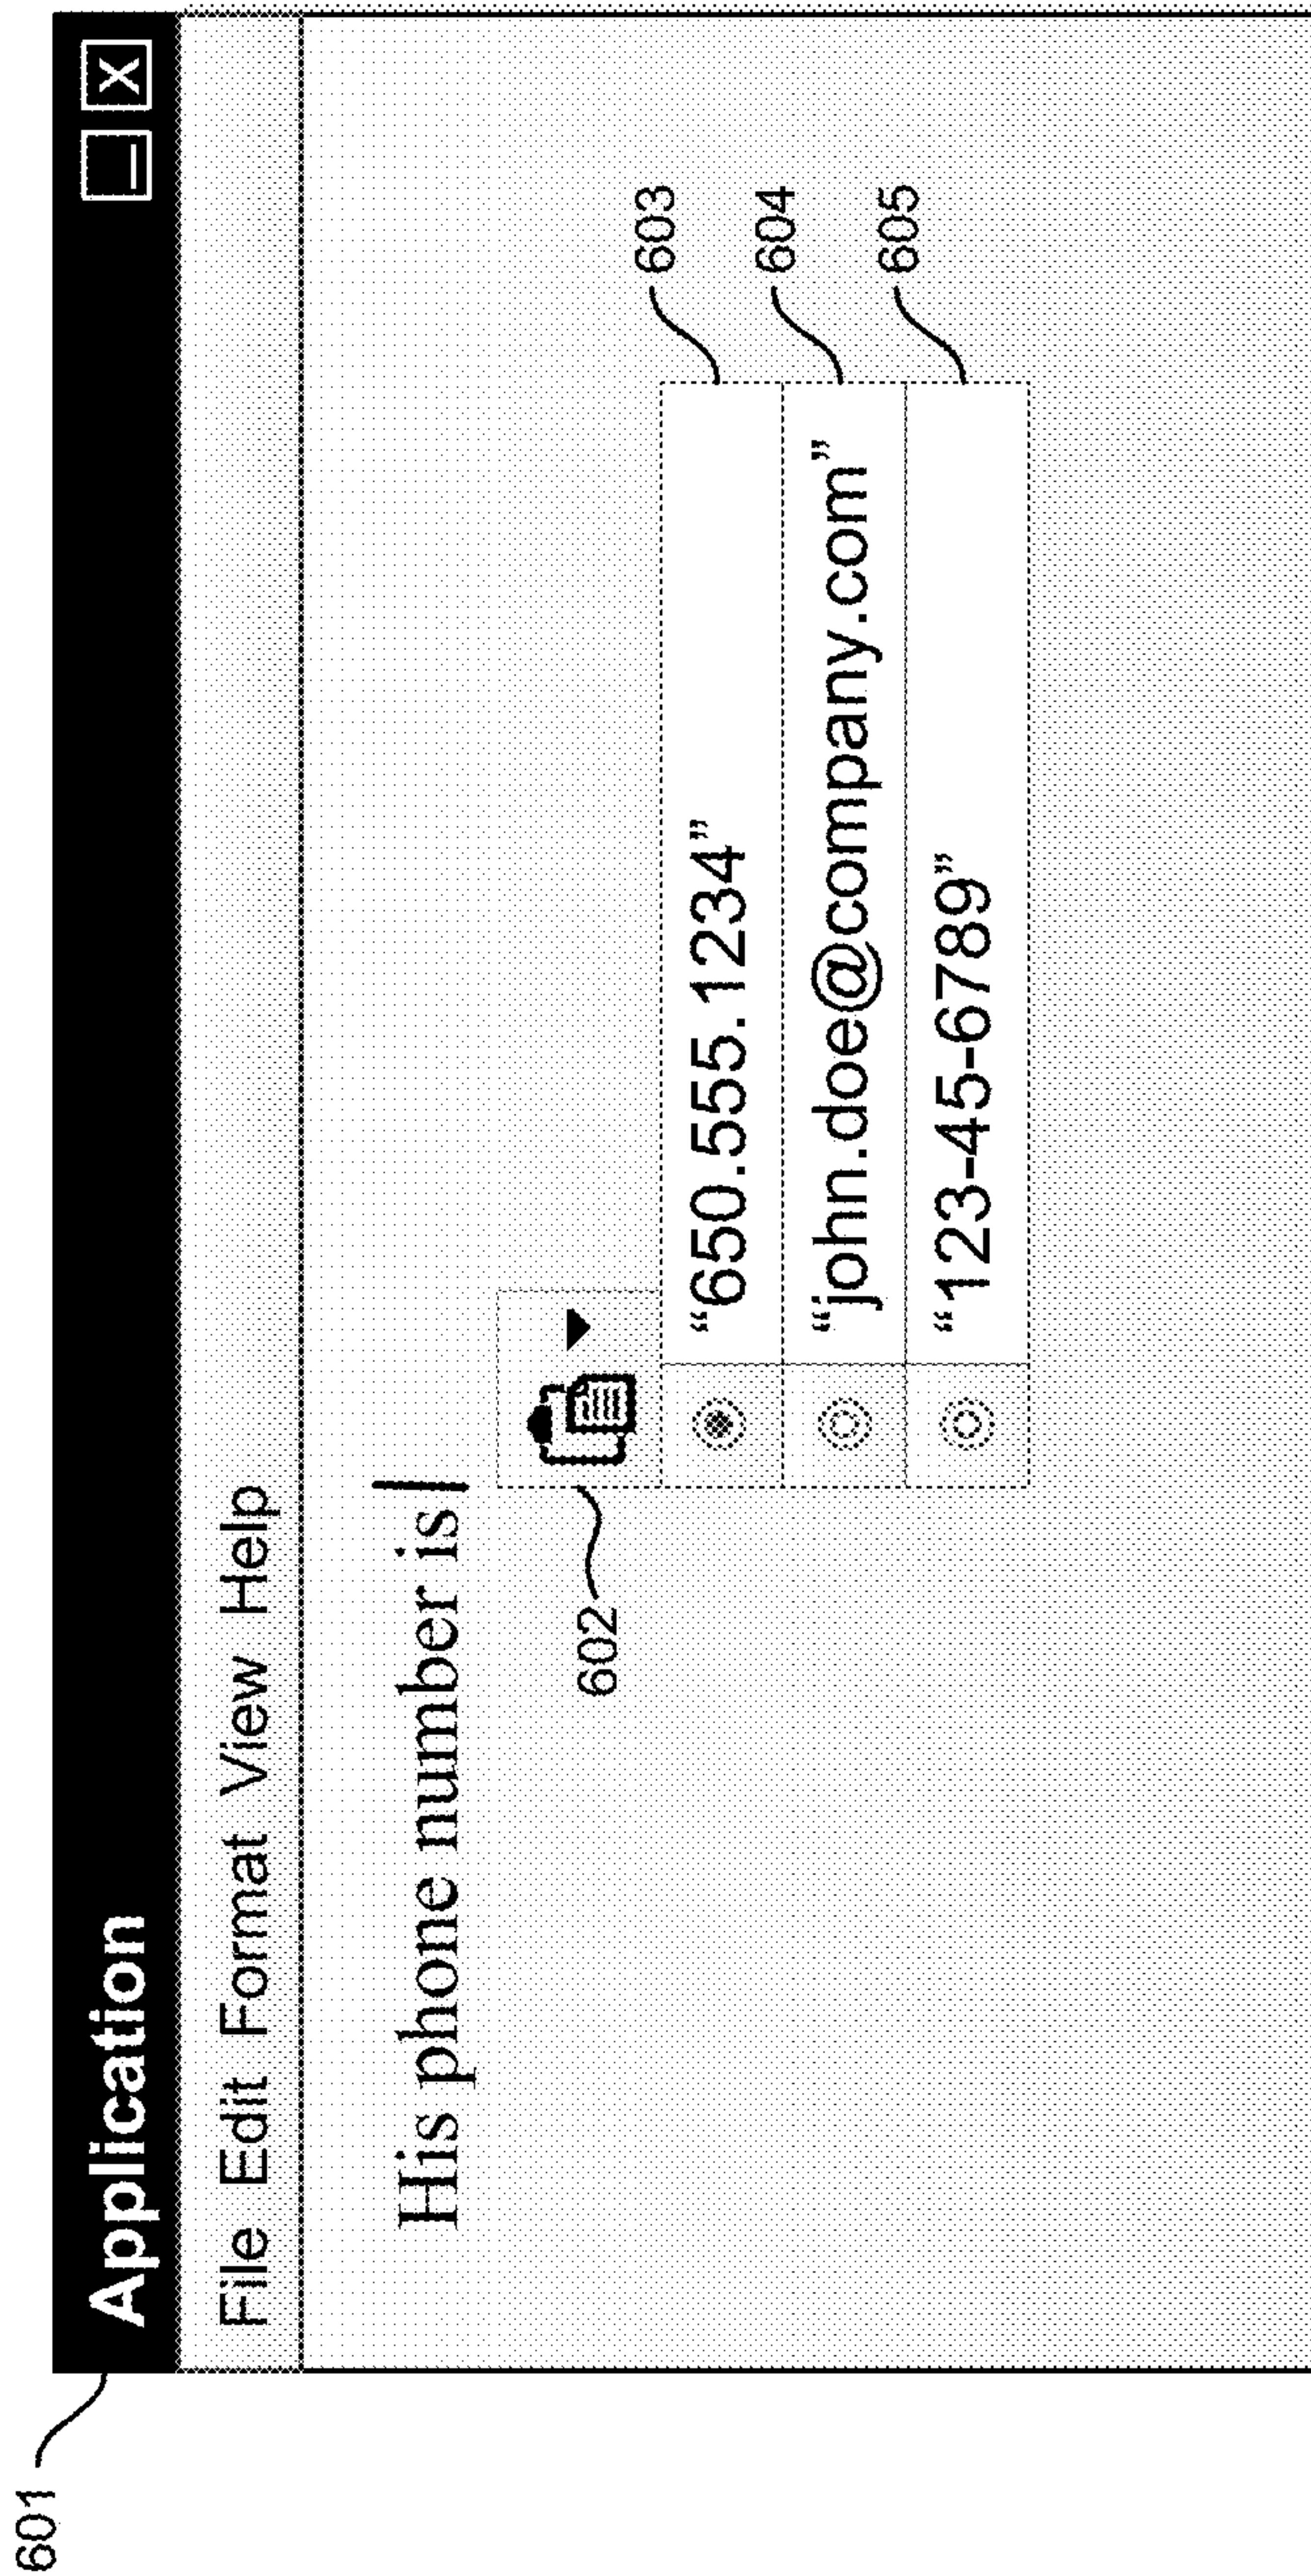 601
Application
_ X
File Edit Format View Help
His phone number is
602
“650.555.1234” 603
“john.doe@company.com” 604
“123-45-6789” 605